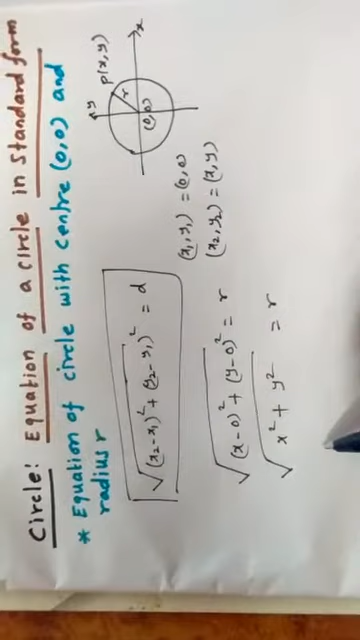 Circle: Equation of a circle in Standard form
* Equation of circle with centre (0,0) and
radius r
y
P(x,y)
r
x
(0,0)
√(x₂-x₁)² + (y₂-y₁)² = d
(x₁,y₁) = (0,0)
(x₂,y₂) = (x,y)
√(x-0)² + (y-0)² = r
√x² + y² = r